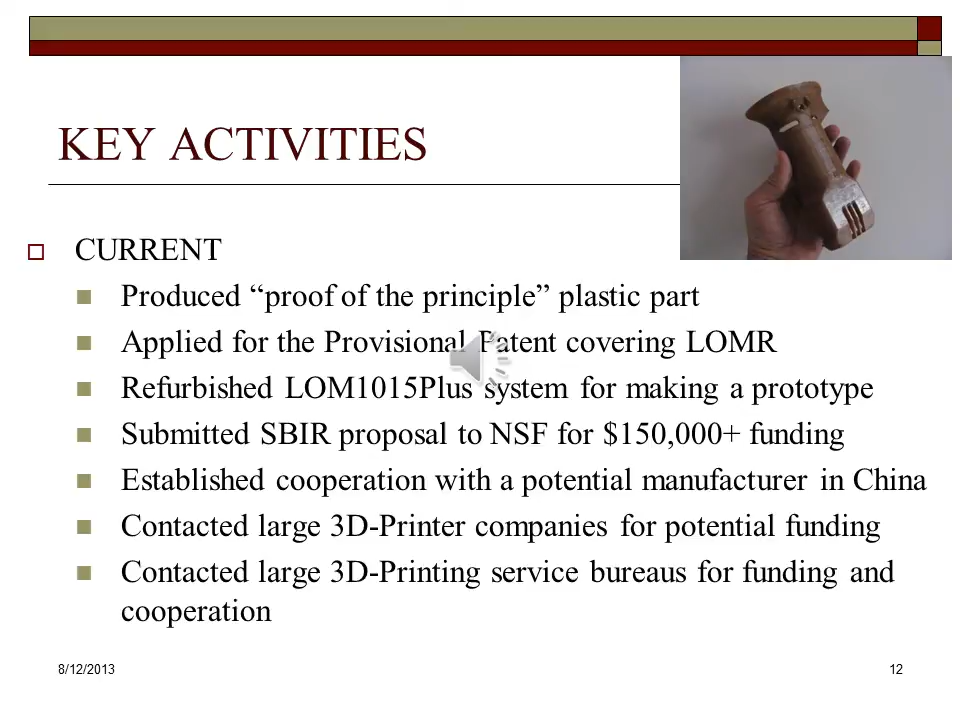 KEY ACTIVITIES
CURRENT
Produced “proof of the principle” plastic part
Applied for the Provisional Patent covering LOMR
Refurbished LOM1015Plus system for making a prototype
Submitted SBIR proposal to NSF for $150,000+ funding
Established cooperation with a potential manufacturer in China
Contacted large 3D-Printer companies for potential funding
Contacted large 3D-Printing service bureaus for funding and
cooperation
8/12/2013
12